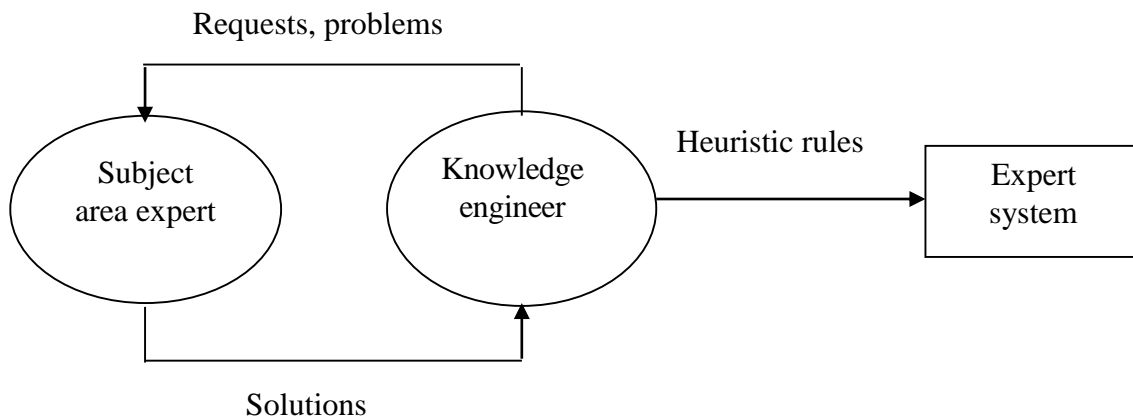 Requests, problems
Subject
area expert
Knowledge
engineer
Heuristic rules
Expert
system
Solutions